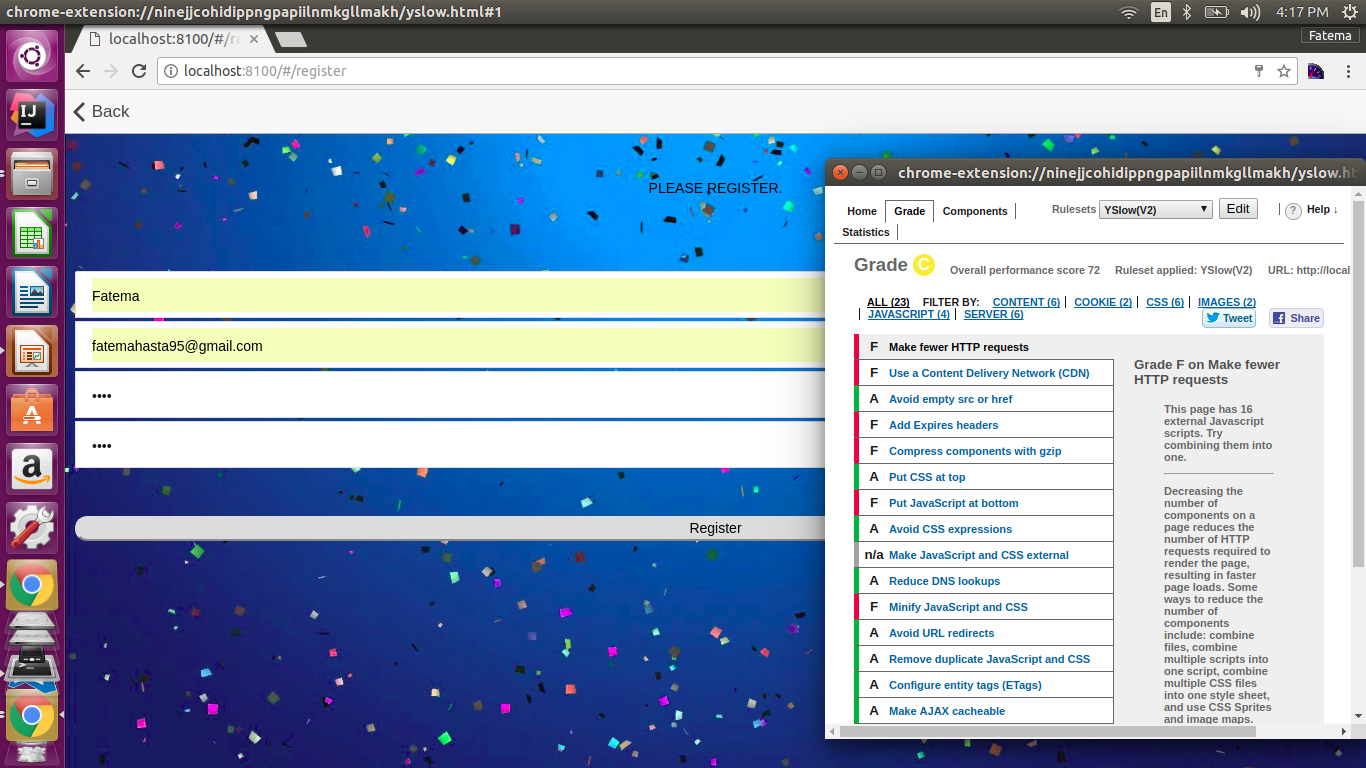 chrome-extension://ninejjcohidippngpapiilnmkgllmakh/yslow.html#1
En
4:17 PM
Fatema
localhost:8100/#/re
localhost:8100/#/register
Back
PLEASE REGISTER.
Fatema
fatemahasta95@gmail.com
••••
••••
Register
chrome-extension://ninejjcohidippngpapiilnmkgllmakh/yslow.ht
Home Grade Components Rulesets YSlow(V2) Edit ? Help ↓
Statistics
Grade C Overall performance score 72 Ruleset applied: YSlow(V2) URL: http://local
ALL (23) FILTER BY: CONTENT (6) COOKIE (2) CSS (6) IMAGES (2)
JAVASCRIPT (4) SERVER (6)
Tweet Share
F Make fewer HTTP requests
F Use a Content Delivery Network (CDN)
A Avoid empty src or href
F Add Expires headers
F Compress components with gzip
A Put CSS at top
F Put JavaScript at bottom
A Avoid CSS expressions
n/a Make JavaScript and CSS external
A Reduce DNS lookups
F Minify JavaScript and CSS
A Avoid URL redirects
A Remove duplicate JavaScript and CSS
A Configure entity tags (ETags)
A Make AJAX cacheable
Grade F on Make fewer
HTTP requests
This page has 16
external Javascript
scripts. Try
combining them into
one.
Decreasing the
number of
components on a
page reduces the
number of HTTP
requests required to
render the page,
resulting in faster
page loads. Some
ways to reduce the
number of
components
include: combine
files, combine
multiple scripts into
one script, combine
multiple CSS files
into one style sheet,
and use CSS Sprites
and image maps.